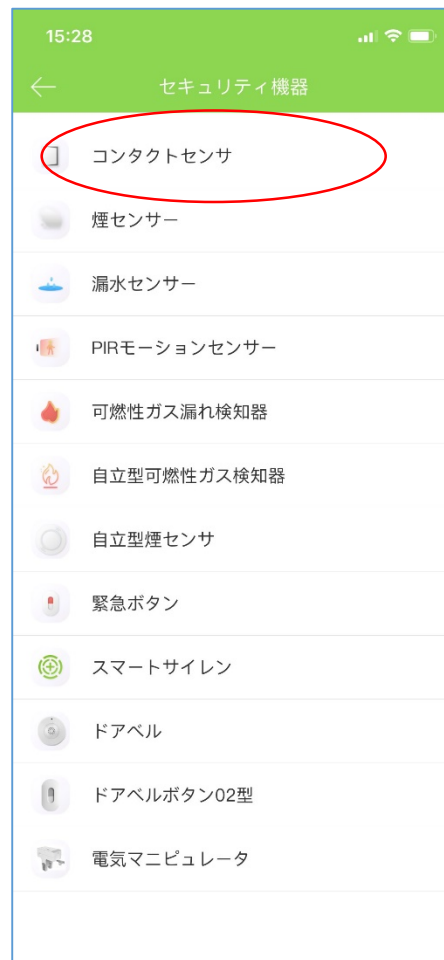 15:28
セキュリティ機器
コンタクトセンサ
煙センサー
漏水センサー
PIRモーションセンサー
可燃性ガス漏れ検知器
自立型可燃性ガス検知器
自立型煙センサ
緊急ボタン
スマートサイレン
ドアベル
ドアベルボタン02型
電気マニピュレータ